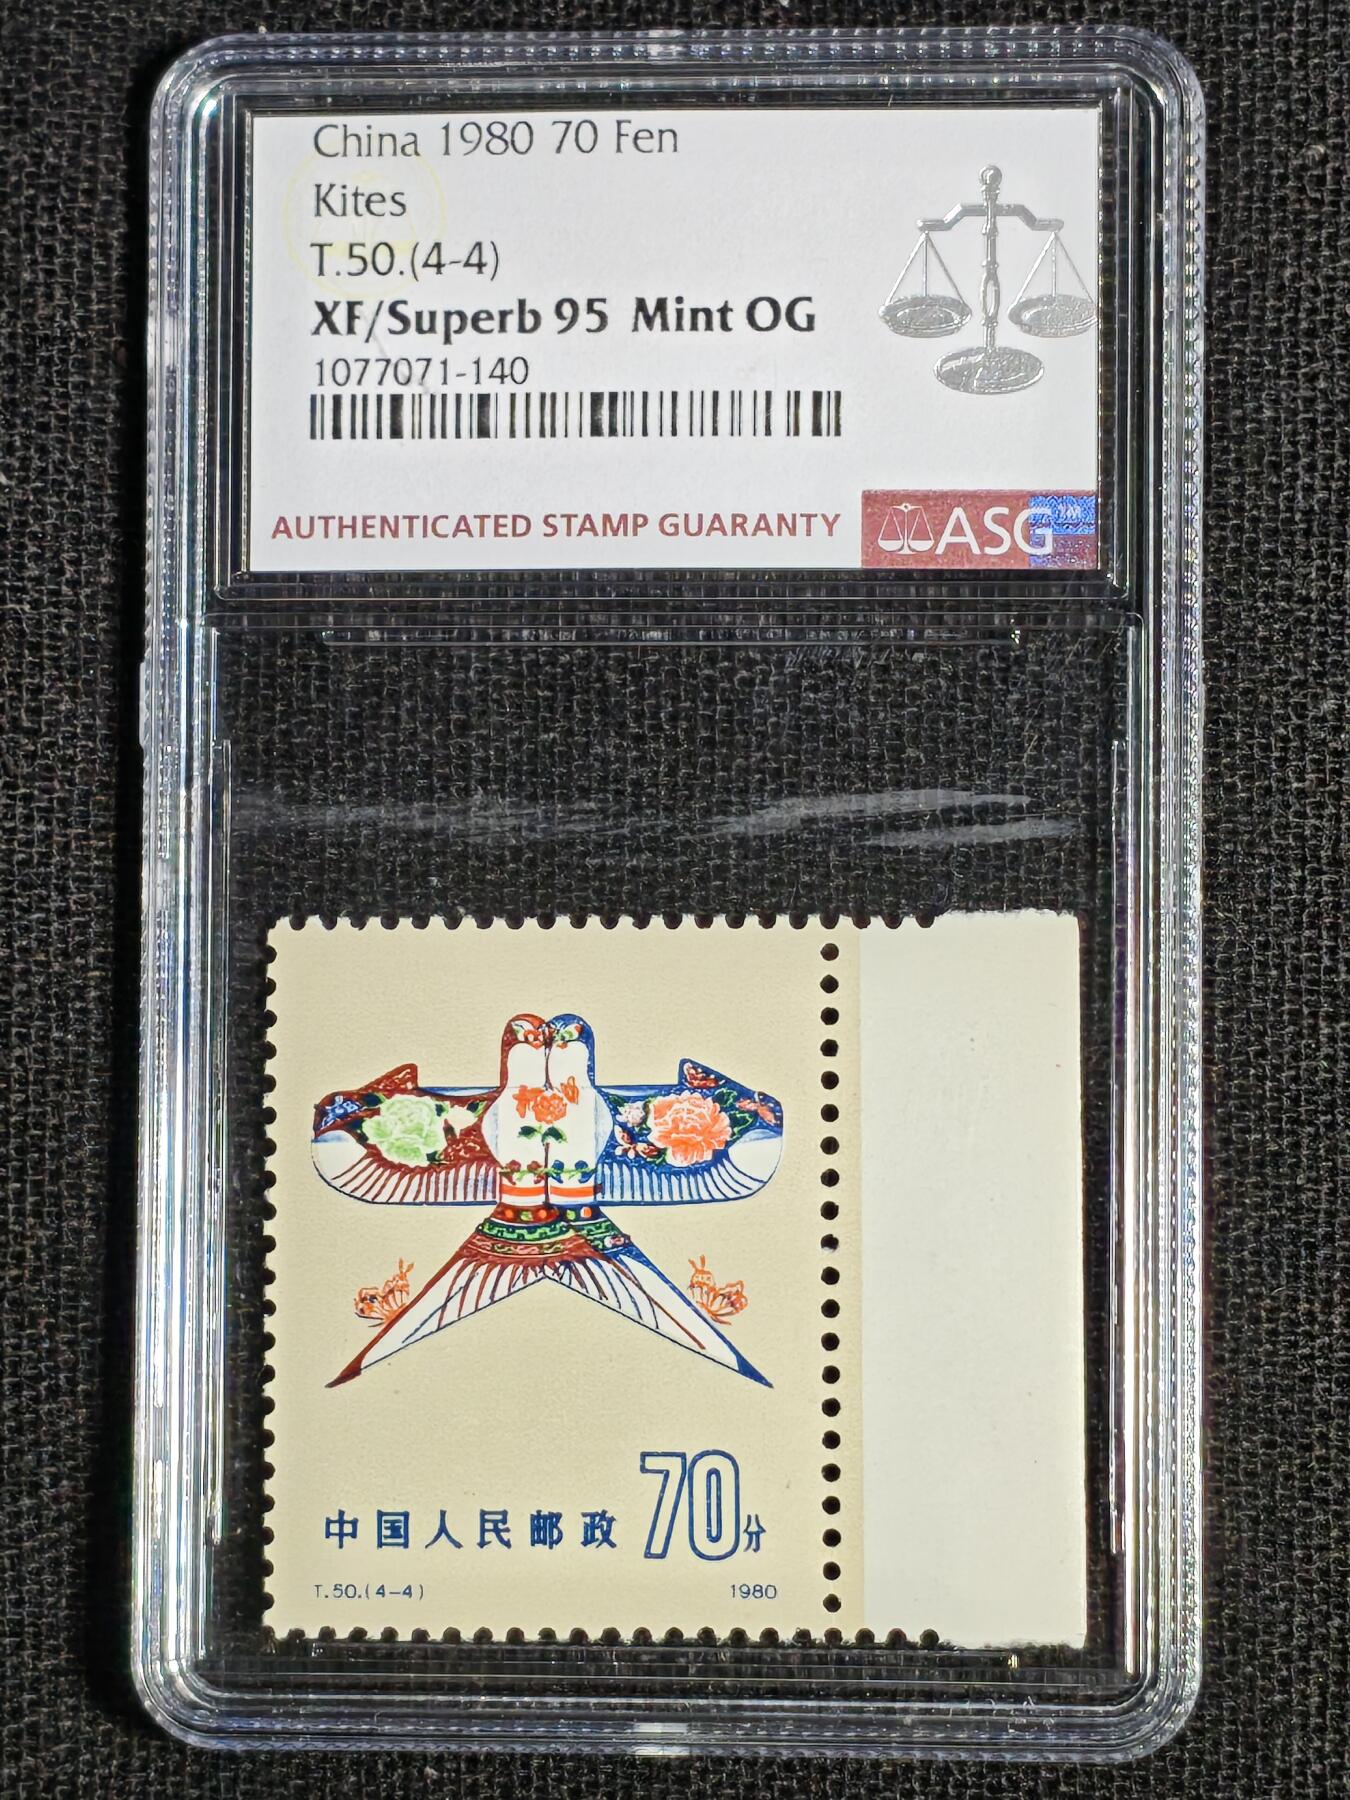 China 1980 70 Fen
Kites
T.50.(4-4)
XF/Superb 95 Mint OG
1077071-140
AUTHENTICATED STAMP GUARANTY
ASG™
中国人民邮政 70分
T.50.(4-4) 1980